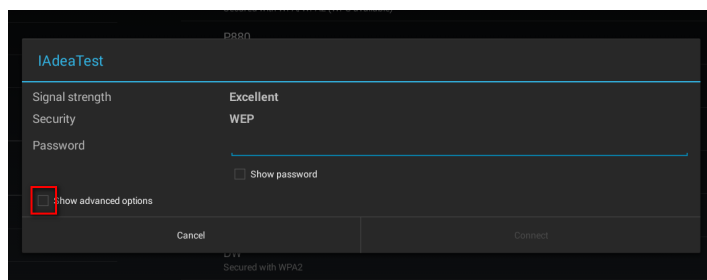 P880
IAdeaTest
Signal strength Excellent
Security WEP
Password
Show password
Show advanced options
Cancel Connect
Secured with WPA2